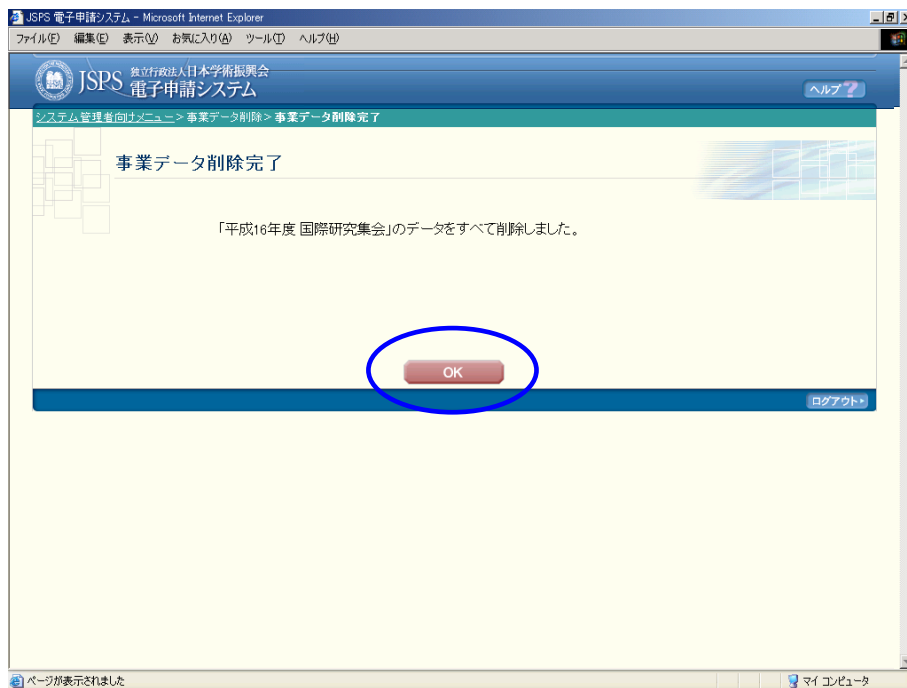 JSPS 電子申請システム - Microsoft Internet Explorer
ファイル(F) 編集(E) 表示(V) お気に入り(A) ツール(T) ヘルプ(H)
JSPS 独立行政法人日本学術振興会
電子申請システム
ヘルプ ?
システム管理者向けメニュー > 事業データ削除 > 事業データ削除完了
事業データ削除完了
「平成16年度 国際研究集会」のデータをすべて削除しました。
OK
ログアウト
ページが表示されました
マイ コンピュータ